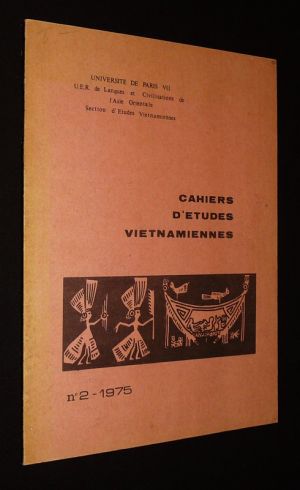 UNIVERSITE DE PARIS VII
U.E.R. de Langues et Civilisations de
l'Asie Orientale
Section d'Etudes Vietnamiennes
CAHIERS
D'ETUDES
VIETNAMIENNES
n°2-1975